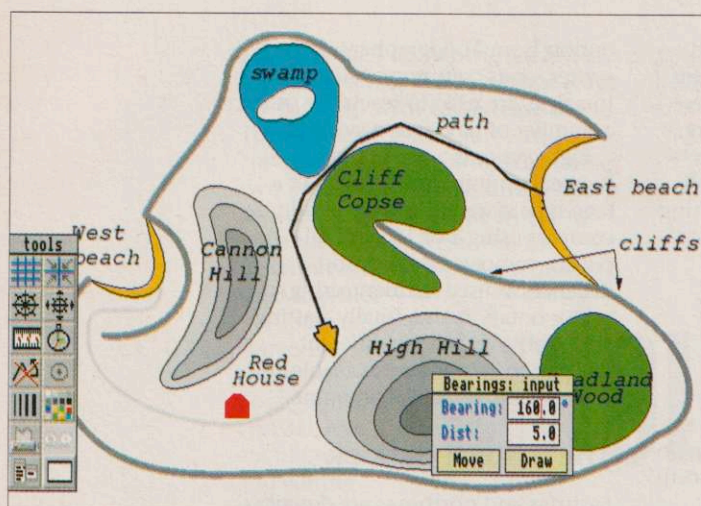 swamp
path
Cliff
Copse
East beach
West
beach
cliffs
tools
Cannon
Hill
High Hill
Red
House
Wood
Bearings: input
Bearing: 160.0 °
Dist: 5.0
Move Draw